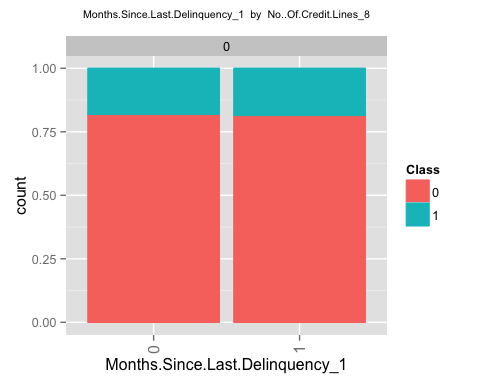 Months.Since.Last.Delinquency_1 by No..Of.Credit.Lines_8
0
1.00
0.75
0.50
0.25
0.00
count
0
1
Months.Since.Last.Delinquency_1
Class
0
1